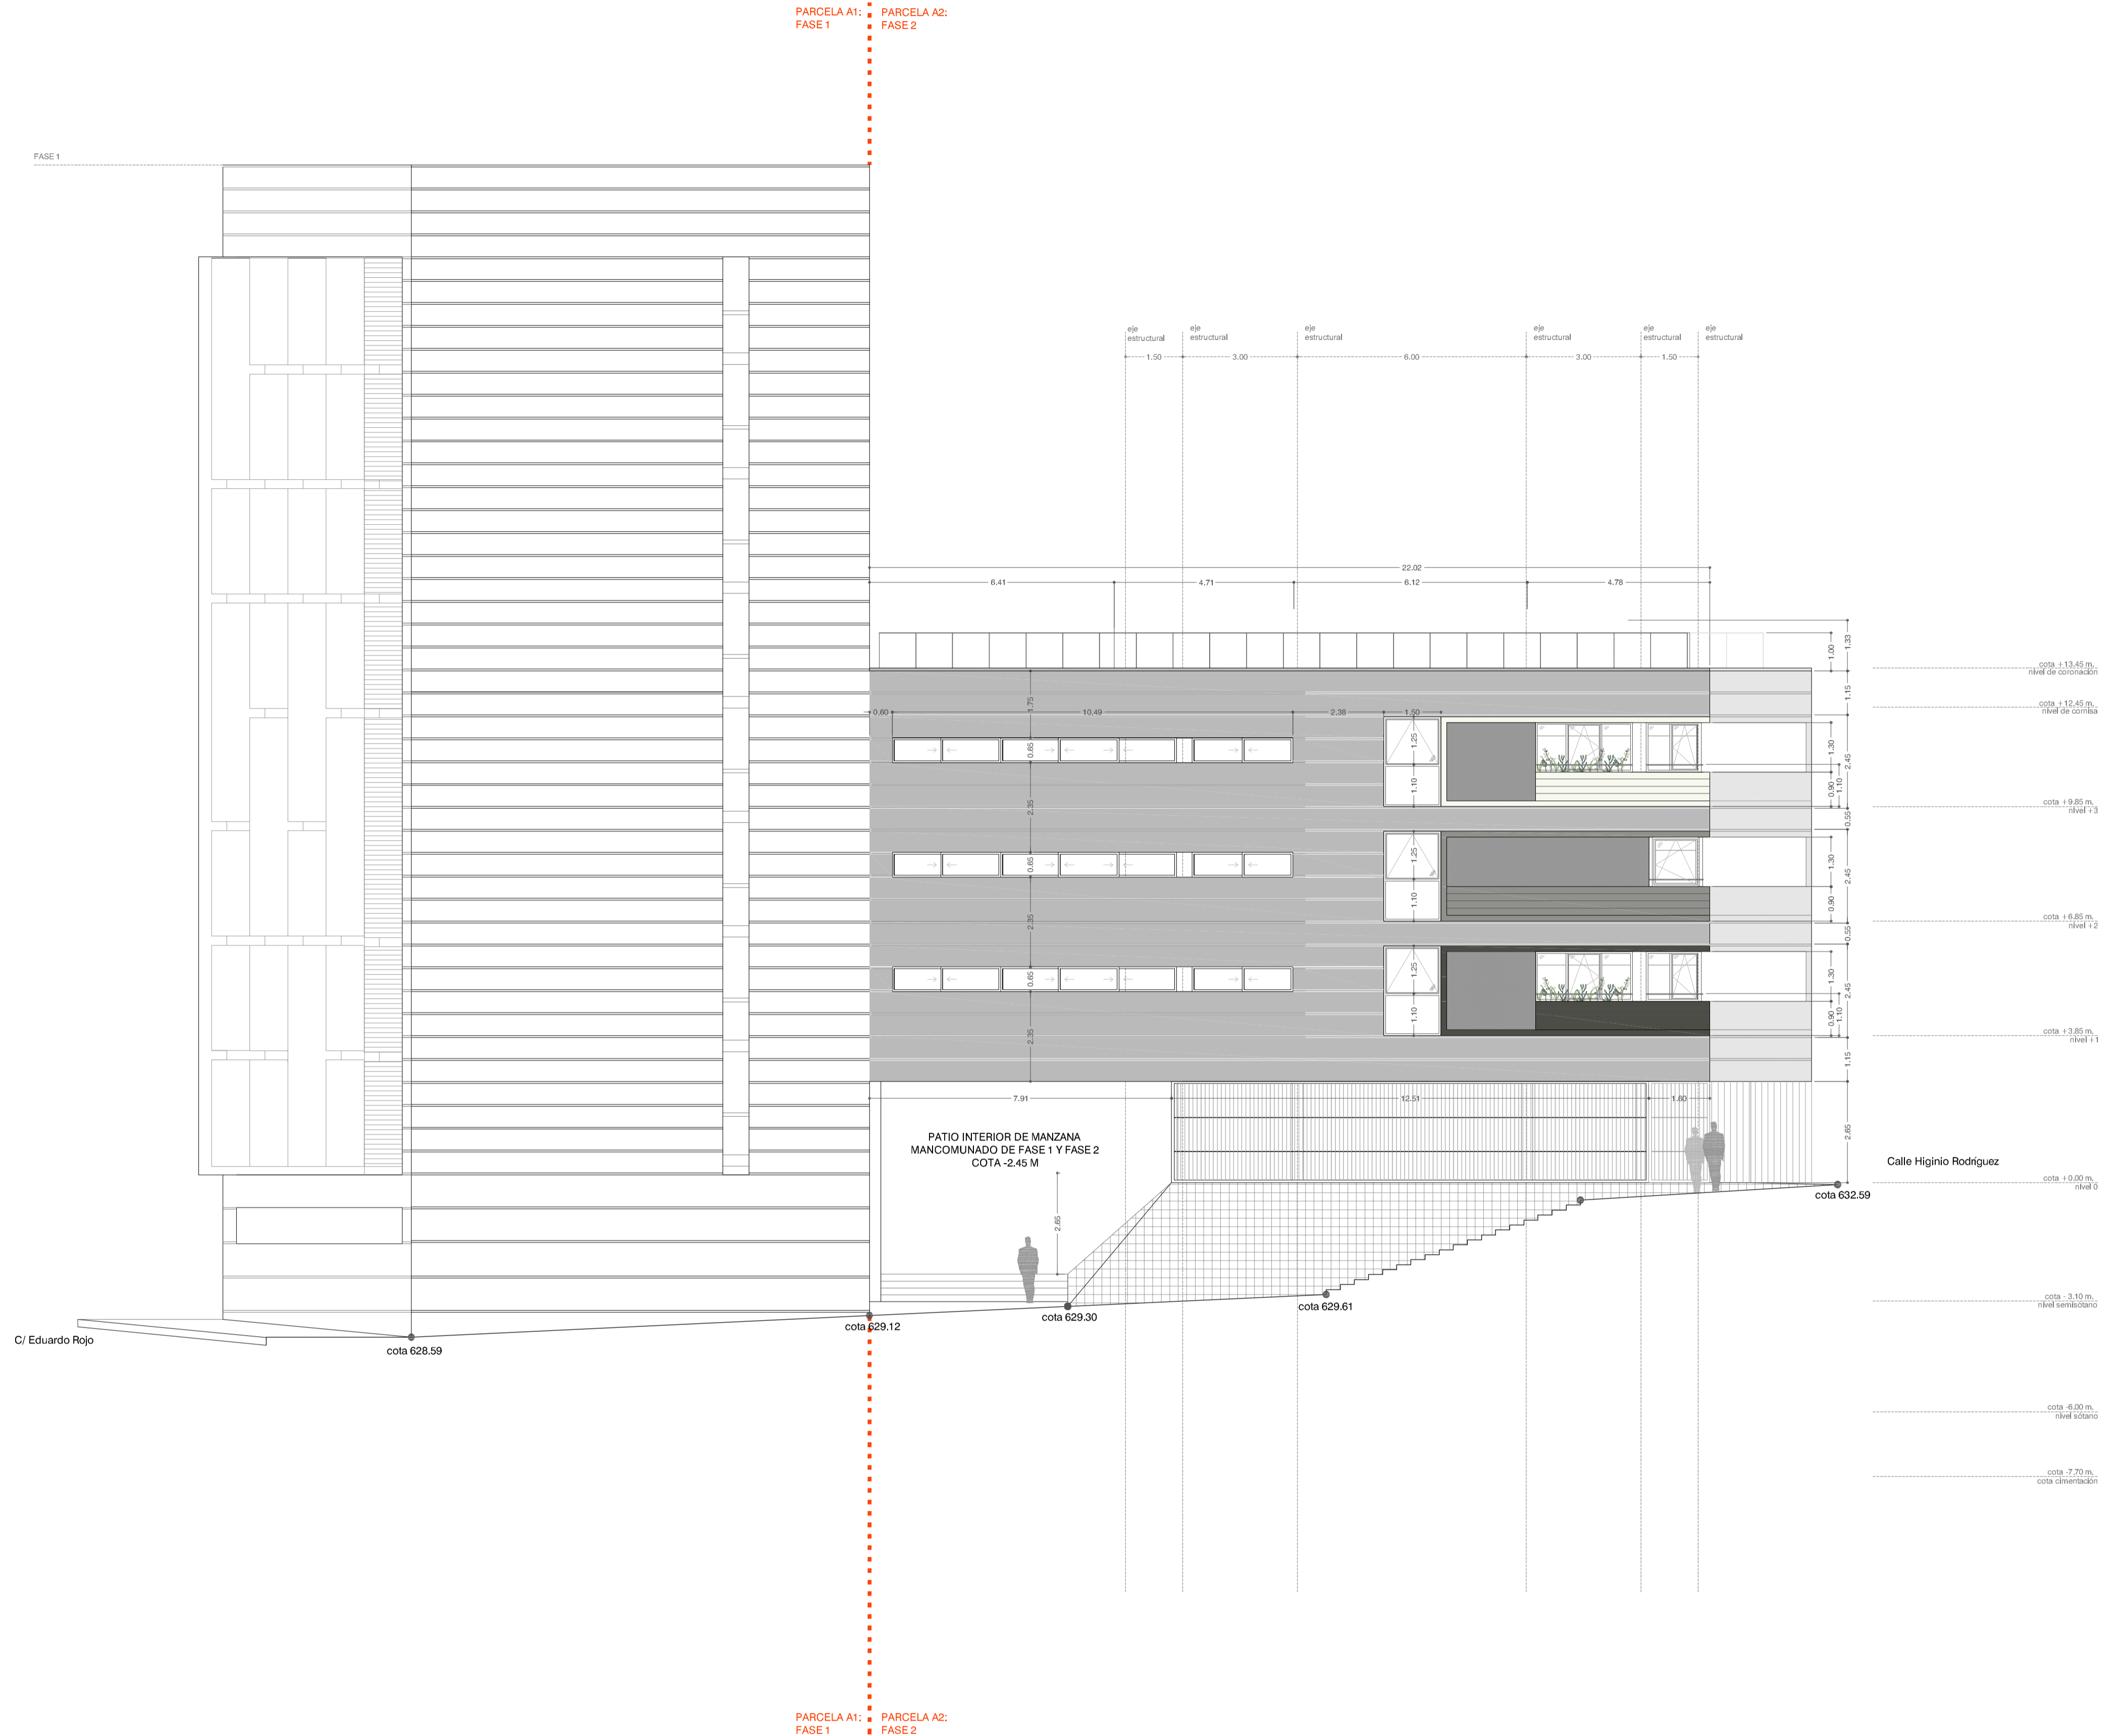 PARCELA A1:
FASE 1
PARCELA A2:
FASE 2
FASE 1
eje
estructural
eje
estructural
eje
estructural
eje
estructural
eje
estructural
eje
estructural
1.50
3.00
6.00
3.00
1.50
22.02
6.41
4.71
6.12
4.78
1.00
1.33
cota +13,45 m.
nivel de coronación
1.75
1.15
0.60
10,49
2.38
1.50
cota +12,45 m.
nivel de cornisa
0.65
1.25
1.10
1.30
0.90
1.10
2.45
cota +9.85 m.
nivel +3
2.35
0.55
0.65
1.25
1.10
1.30
0.90
2.45
cota +6.85 m.
nivel +2
2.35
0.55
0.65
1.25
1.10
1.30
0.90
1.10
2.45
cota +3.85 m.
nivel +1
2.35
1.15
7.91
12.51
1.60
2.65
PATIO INTERIOR DE MANZANA
MANCOMUNADO DE FASE 1 Y FASE 2
COTA -2.45 M
2.65
Calle Higinio Rodríguez
cota +0,00 m.
nivel 0
cota 632.59
cota - 3.10 m.
nivel semisótano
cota 629.61
cota 629.30
cota 629.12
C/ Eduardo Rojo
cota 628.59
cota -6.00 m.
nivel sótano
cota -7,70 m.
cota cimentación
PARCELA A1:
FASE 1
PARCELA A2:
FASE 2